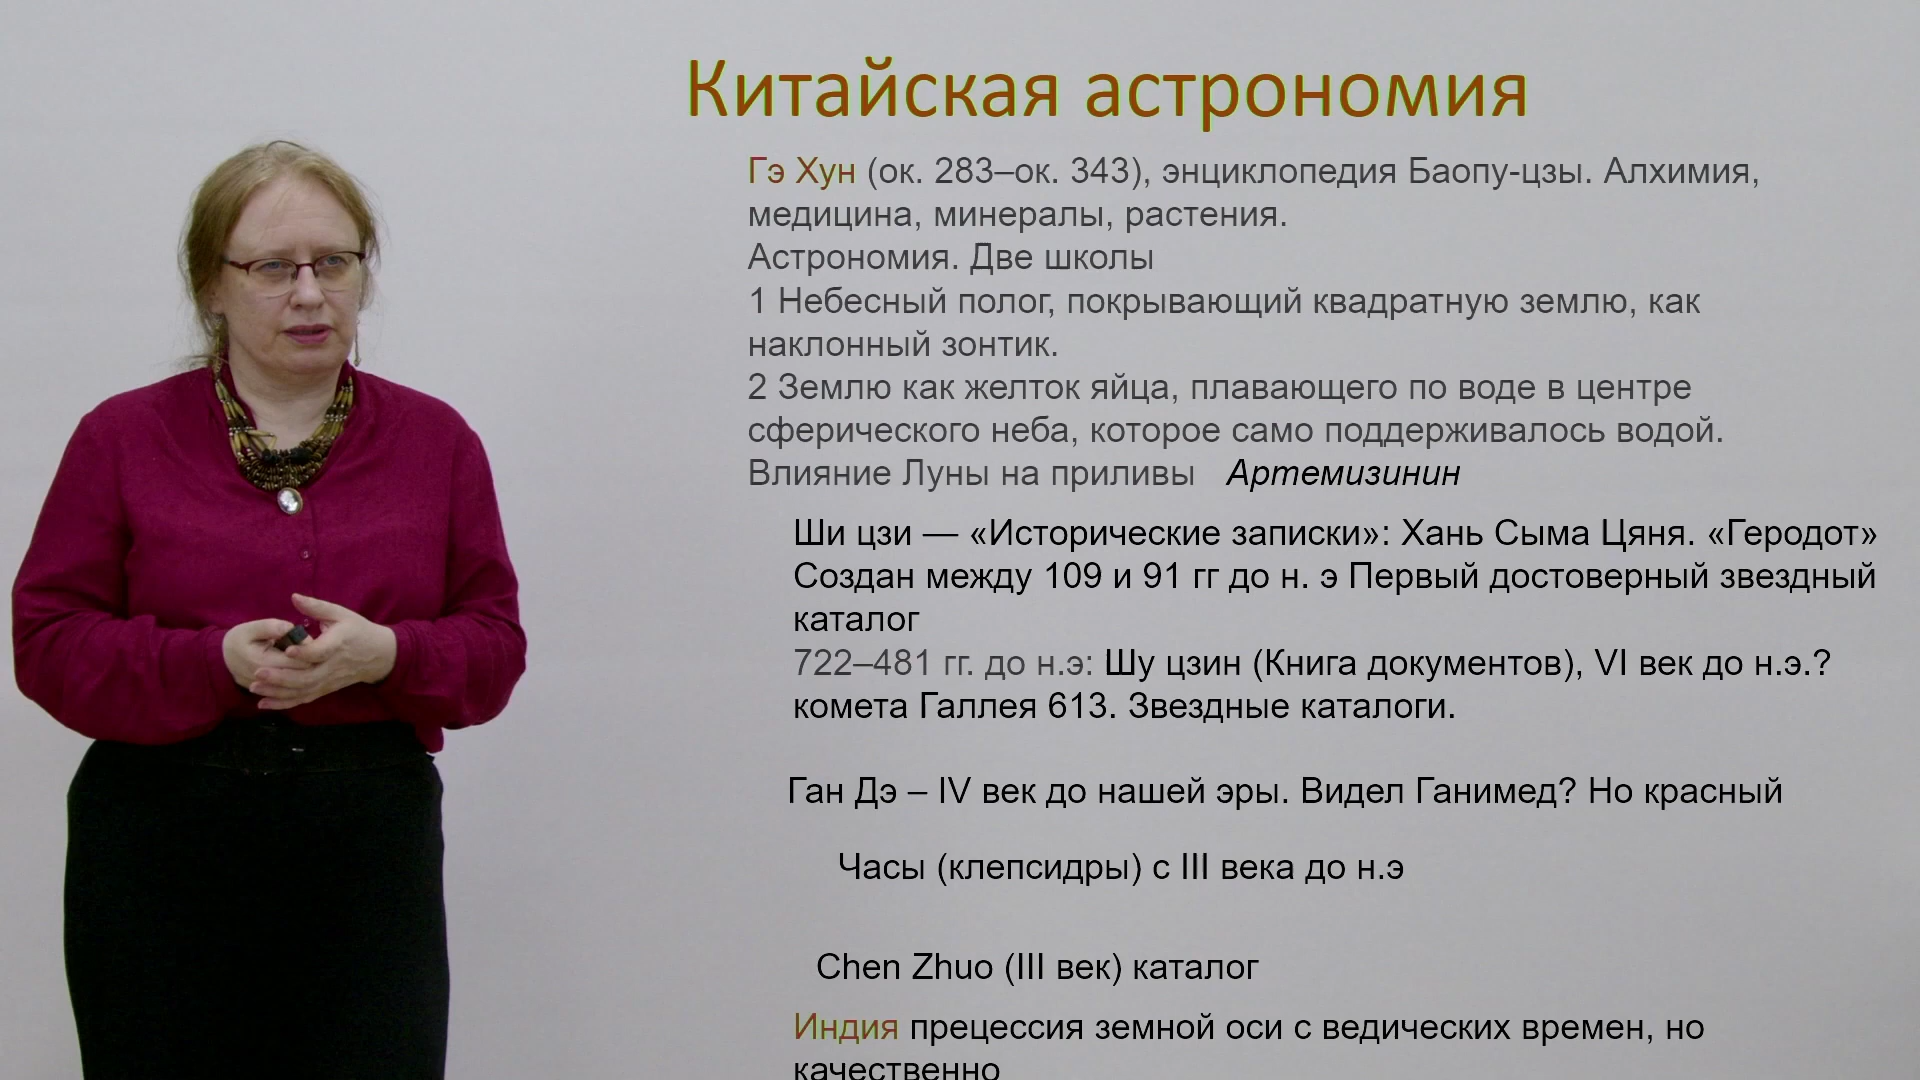 Китайская астрономия
Гэ Хун (ок. 283–ок. 343), энциклопедия Баопу-цзы. Алхимия,
медицина, минералы, растения.
Астрономия. Две школы
1 Небесный полог, покрывающий квадратную землю, как
наклонный зонтик.
2 Землю как желток яйца, плавающего по воде в центре
сферического неба, которое само поддерживалось водой.
Влияние Луны на приливы Артемизинин
Ши цзи — «Исторические записки»: Хань Сыма Цяня. «Геродот»
Создан между 109 и 91 гг до н. э Первый достоверный звездный
каталог
722–481 гг. до н.э: Шу цзин (Книга документов), VI век до н.э.?
комета Галлея 613. Звездные каталоги.
Ган Дэ – IV век до нашей эры. Видел Ганимед? Но красный
Часы (клепсидры) с III века до н.э
Chen Zhuo (III век) каталог
Индия прецессия земной оси с ведических времен, но
качественно